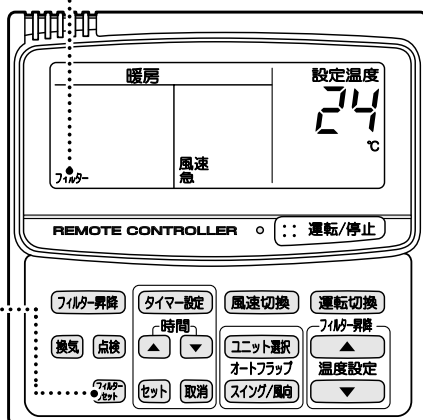 暖房 設定温度
24
℃
風速
フィルター 急
REMOTE CONTROLLER 運転/停止
フィルター昇降 タイマー設定 風速切換 運転切換
時間 フィルター昇降
換気 点検 ▲ ▼ ユニット選択 ▲
オートフラップ 温度設定
フィルター/セット セット 取消 スイング/風向 ▼